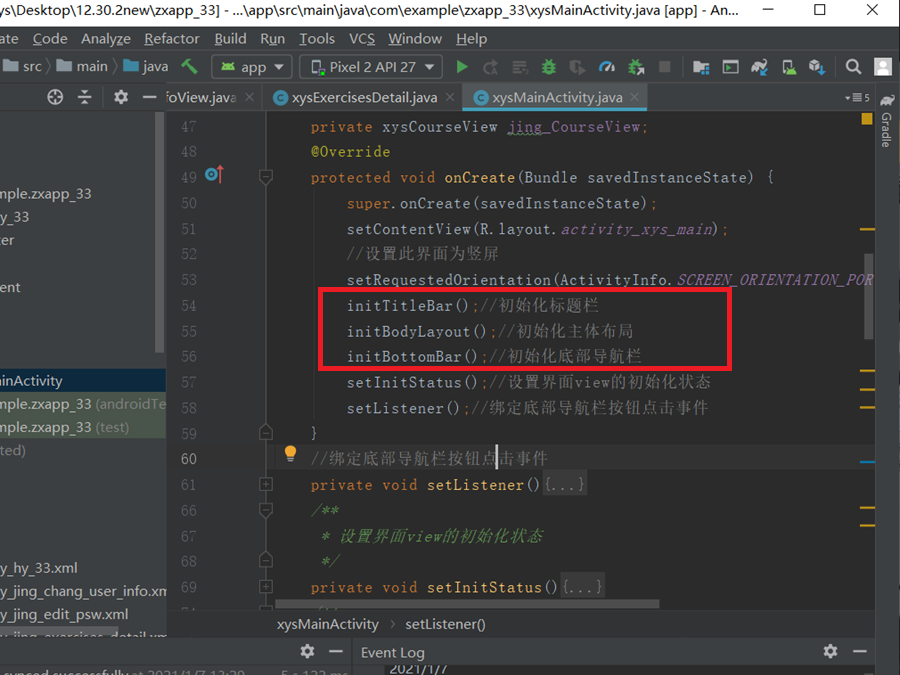 ys\Desktop\12.30.2new\zxapp_33] - ...\app\src\main\java\com\example\zxapp_33\xysMainActivity.java [app] - An...
ate Code Analyze Refactor Build Run Tools VCS Window Help
src main java app Pixel 2 API 27
foView.java xysExercisesDetail.java xysMainActivity.java 5
Gradle
47 private xysCourseView jing_CourseView;
48 @Override
49 protected void onCreate(Bundle savedInstanceState) {
50 super.onCreate(savedInstanceState);
51 setContentView(R.layout.activity_xys_main);
52 //设置此界面为竖屏
53 setRequestedOrientation(ActivityInfo.SCREEN_ORIENTATION_POR
54 initTitleBar();//初始化标题栏
55 initBodyLayout();//初始化主体布局
56 initBottomBar();//初始化底部导航栏
57 setInitStatus();//设置界面view的初始化状态
58 setListener();//绑定底部导航栏按钮点击事件
59 }
60 //绑定底部导航栏按钮点击事件
61 private void setListener(){...}
66 /**
67 * 设置界面view的初始化状态
68 */
69 private void setInitStatus(){...}
mple.zxapp_33
y_33
ter
ent
ainActivity
mple.zxapp_33 (androidTe
mple.zxapp_33 (test)
ted)
y_hy_33.xml
y_jing_chang_user_info.xm
y_jing_edit_psw.xml
y_jing_exercises_detail.xm
xysMainActivity setListener()
Event Log
2021/1/7